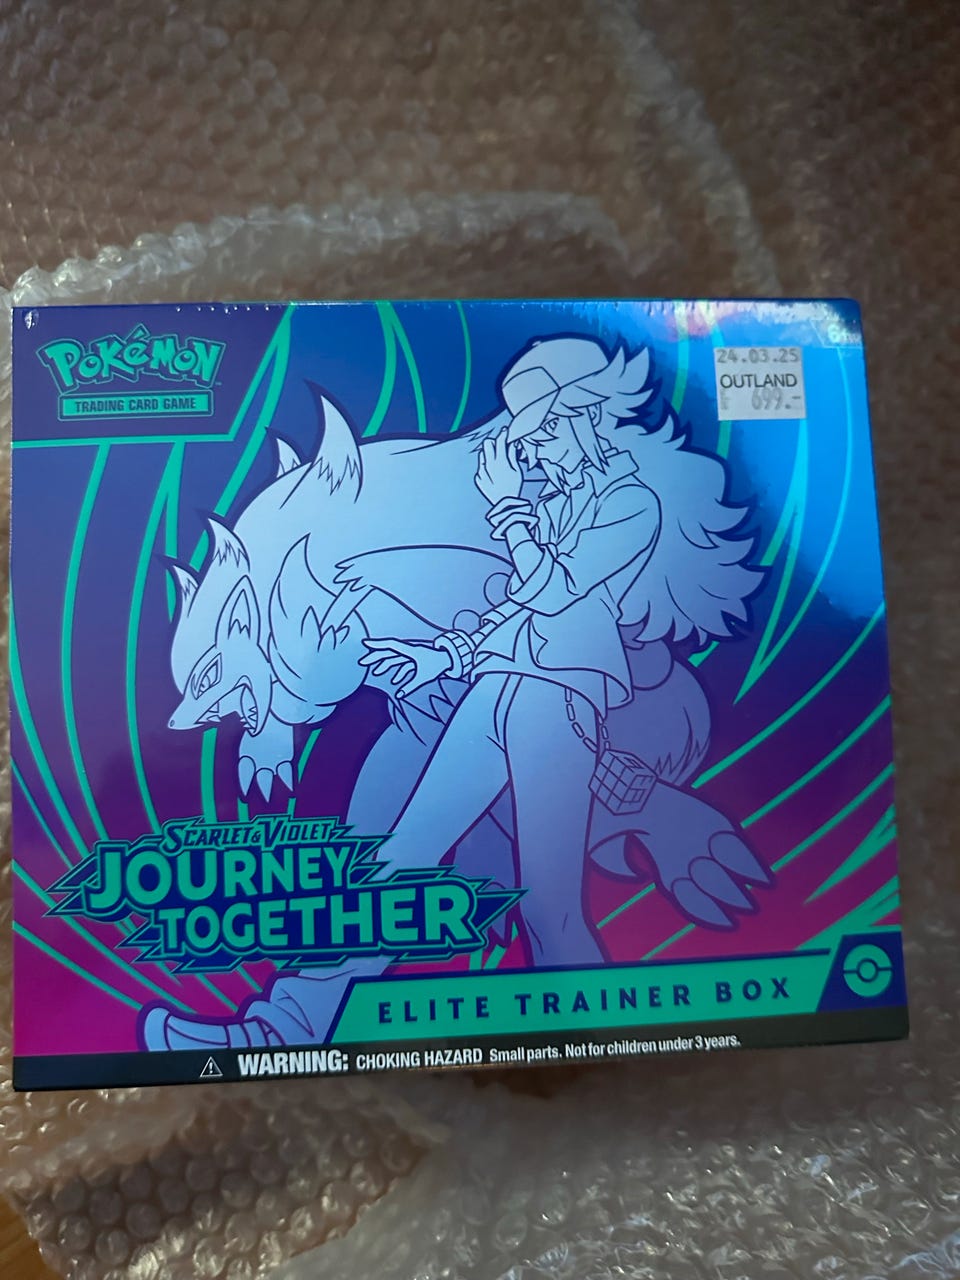 POKéMON
TRADING CARD GAME
24.03.25
OUTLAND
699.-
SCARLET & VIOLET
JOURNEY
TOGETHER
ELITE TRAINER BOX
WARNING: CHOKING HAZARD Small parts. Not for children under 3 years.